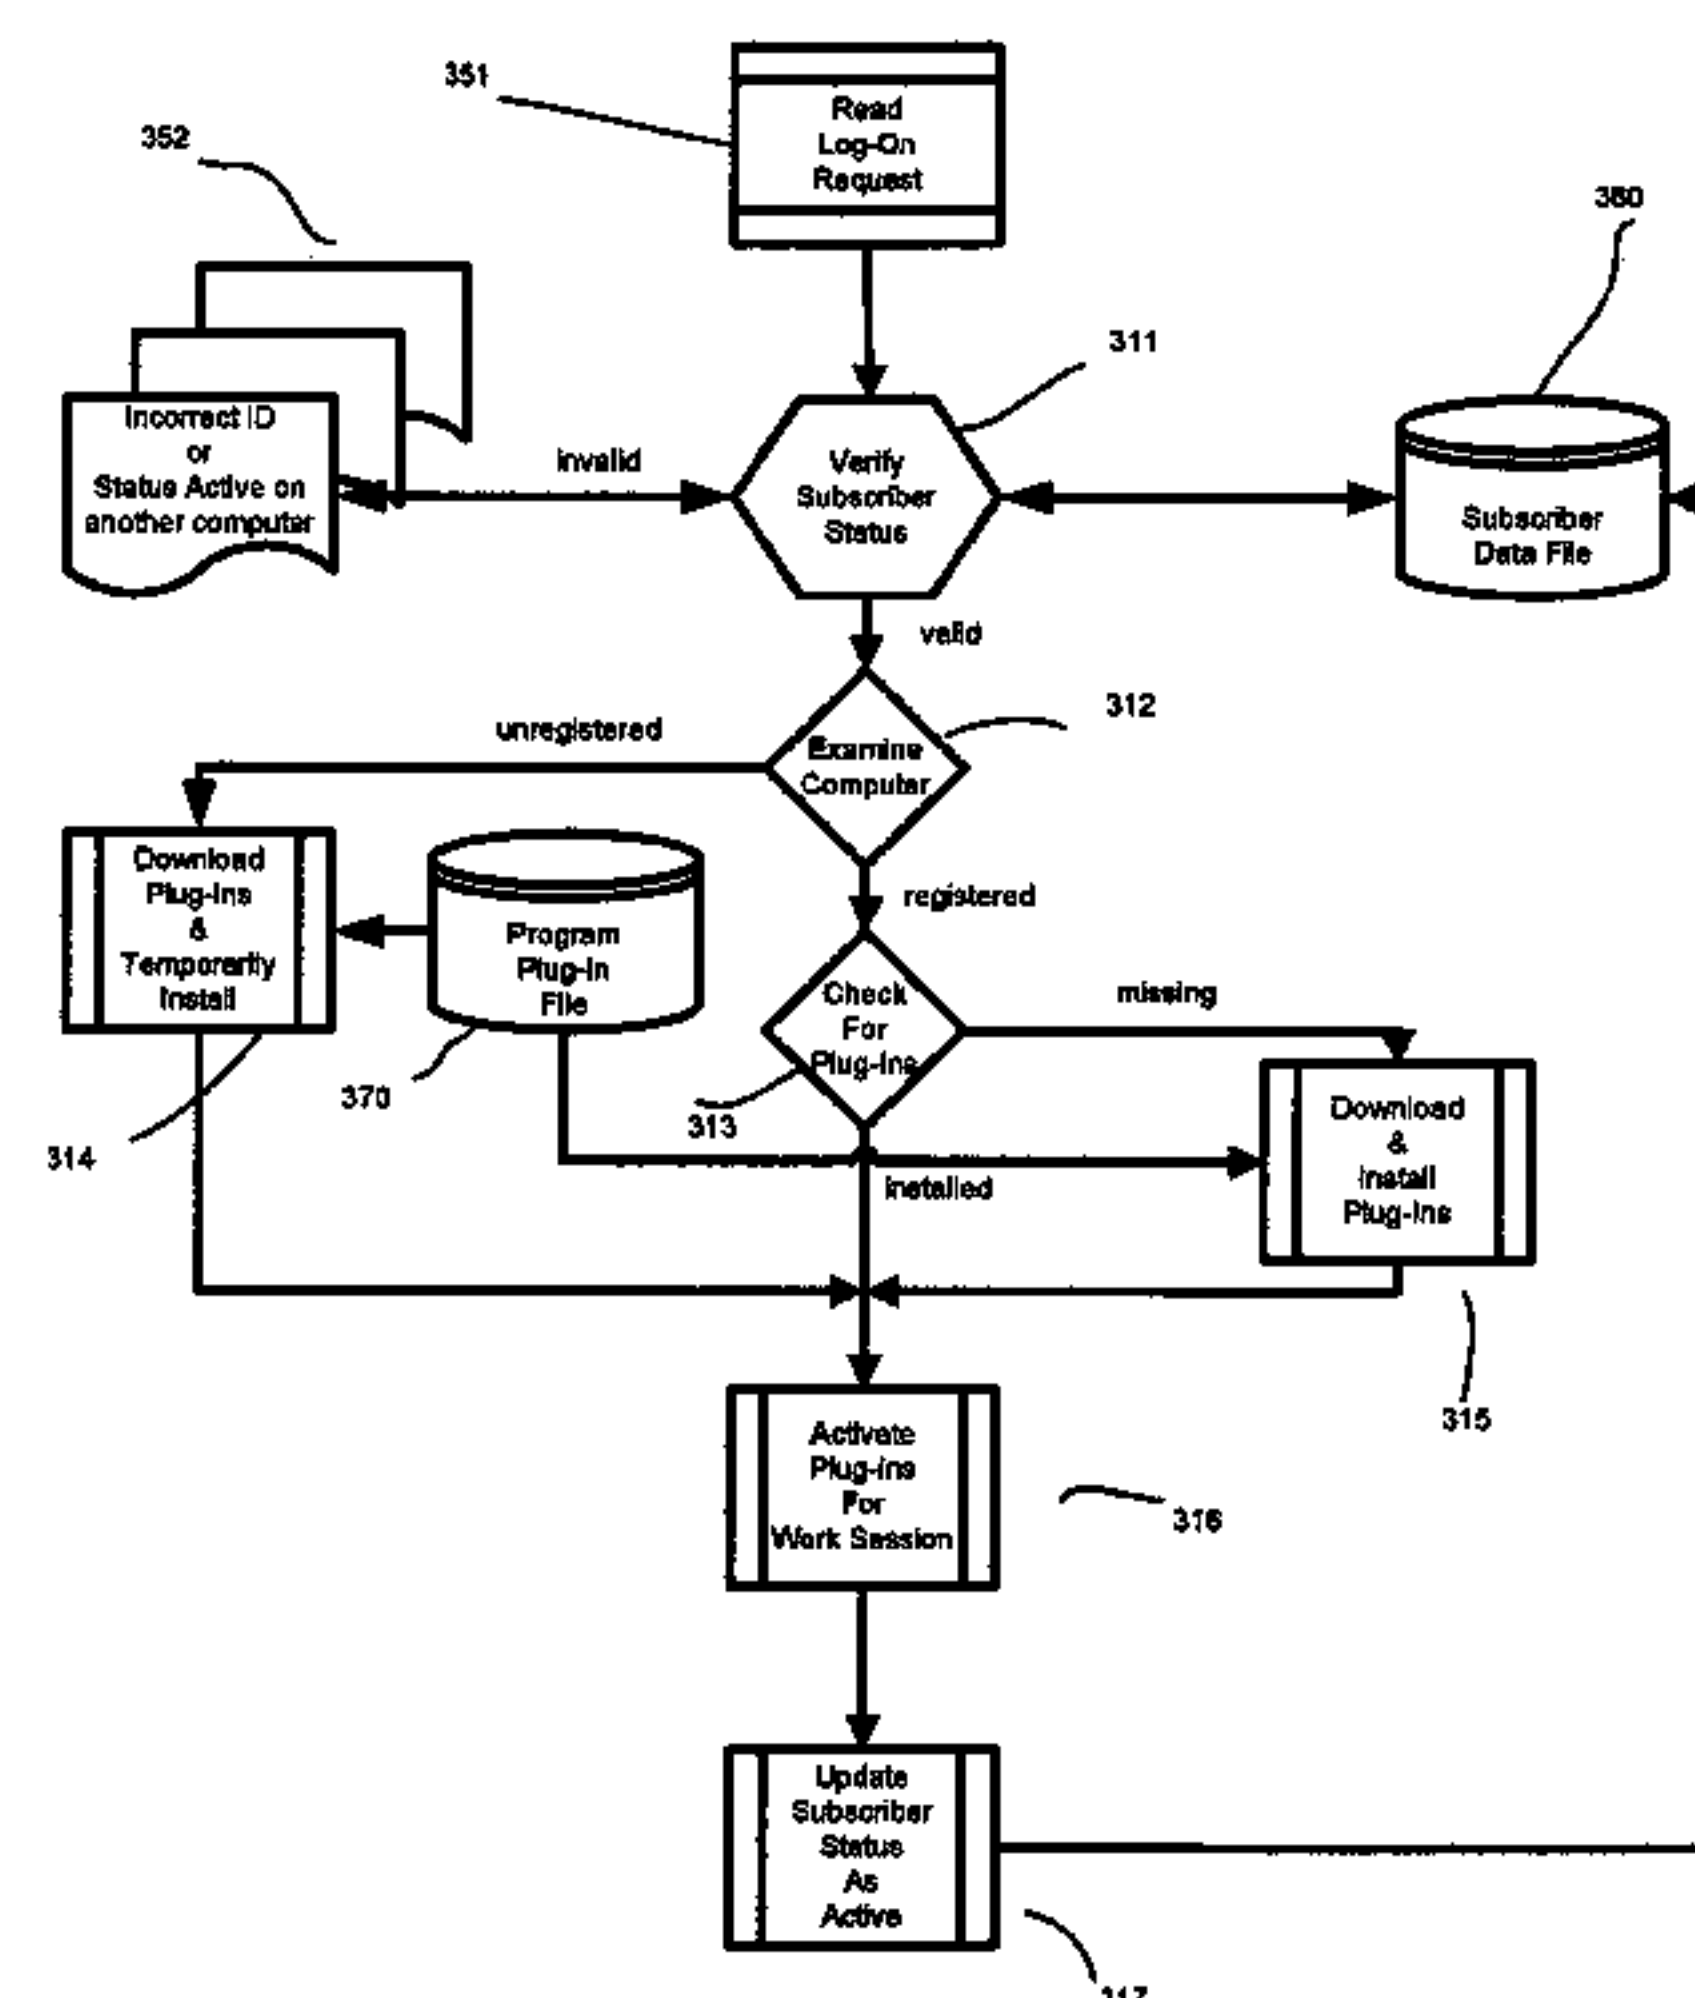 351
Read
Log-On
Request
352
380
311
Incorrect ID
or
Status Active on
another computer
invalid
Verify
Subscriber
Status
Subscriber
Data File
valid
312
unregistered
Examine
Computer
Download
Plug-Ins
&
Temporarily
Install
Program
Plug-In
File
registered
Check
For
Plug-Ins
missing
370
313
314
Download
&
Install
Plug-Ins
installed
315
Activate
Plug-Ins
For
Work Session
316
Update
Subscriber
Status
As
Active
317